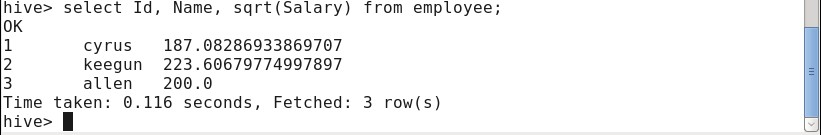 hive> select Id, Name, sqrt(Salary) from employee;
OK
1	cyrus	187.08286933869707
2	keegun	223.60679774997897
3	allen	200.0
Time taken: 0.116 seconds, Fetched: 3 row(s)
hive>